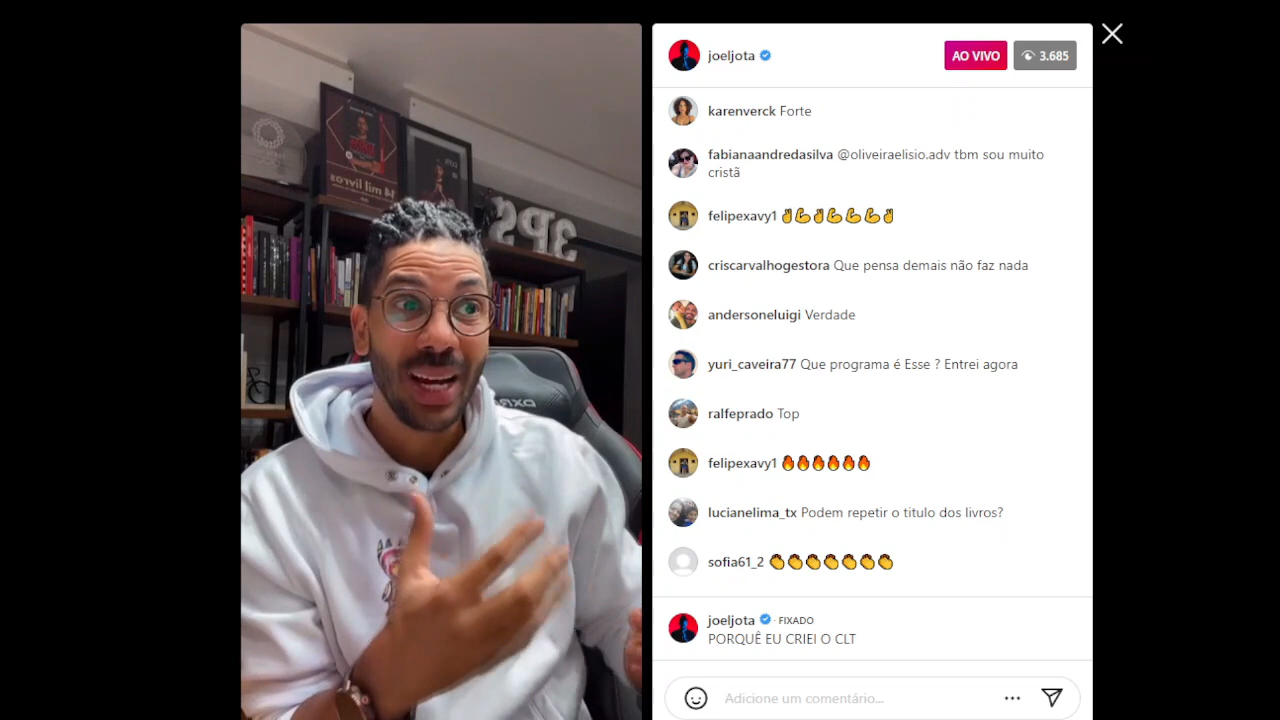 joeljota
AO VIVO
3.685
karenverck Forte
fabianaandredasilva @oliveiraelisio.adv tbm sou muito
cristã
felipexavy1 ✌💪✌💪💪💪✌
criscarvalhogestora Que pensa demais não faz nada
andersoneluigi Verdade
yuri_caveira77 Que programa é Esse ? Entrei agora
ralfeprado Top
felipexavy1 🔥🔥🔥🔥🔥🔥
lucianelima_tx Podem repetir o titulo dos livros?
sofia61_2 👏👏👏👏👏👏👏
joeljota · FIXADO
PORQUÊ EU CRIEI O CLT
Adicione um comentário...
14 mil livros
3PS